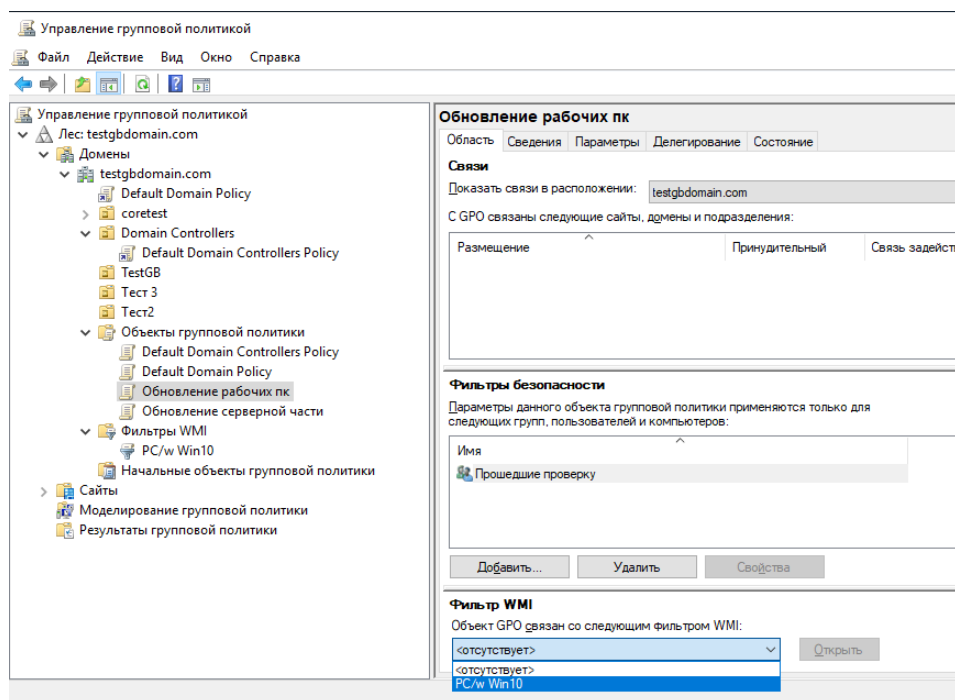 Управление групповой политикой
Файл Действие Вид Окно Справка
Управление групповой политикой
Лес: testgbdomain.com
Домены
testgbdomain.com
Default Domain Policy
coretest
Domain Controllers
Default Domain Controllers Policy
TestGB
Тест 3
Тест2
Объекты групповой политики
Default Domain Controllers Policy
Default Domain Policy
Обновление рабочих пк
Обновление серверной части
Фильтры WMI
PC/w Win10
Начальные объекты групповой политики
Сайты
Моделирование групповой политики
Результаты групповой политики
Обновление рабочих пк
Область Сведения Параметры Делегирование Состояние
Связи
Показать связи в расположении: testgbdomain.com
С GPO связаны следующие сайты, домены и подразделения:
Размещение Принудительный Связь задейст
Фильтры безопасности
Параметры данного объекта групповой политики применяются только для
следующих групп, пользователей и компьютеров:
Имя
Прошедшие проверку
Добавить... Удалить Свойства
Фильтр WMI
Объект GPO связан со следующим фильтром WMI:
<отсутствует> Открыть
<отсутствует>
PC/w Win10